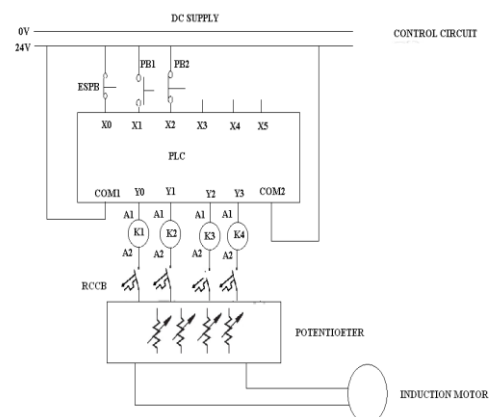 DC SUPPLY
0V
CONTROL CIRCUIT
24V
PB1
PB2
ESPB
X0 X1 X2 X3 X4 X5
PLC
COM1 Y0 Y1 Y2 Y3 COM2
A1 A1 A1 A1
K1 K2 K3 K4
A2 A2 A2 A2
RCCB
POTENTIOETER
INDUCTION MOTOR